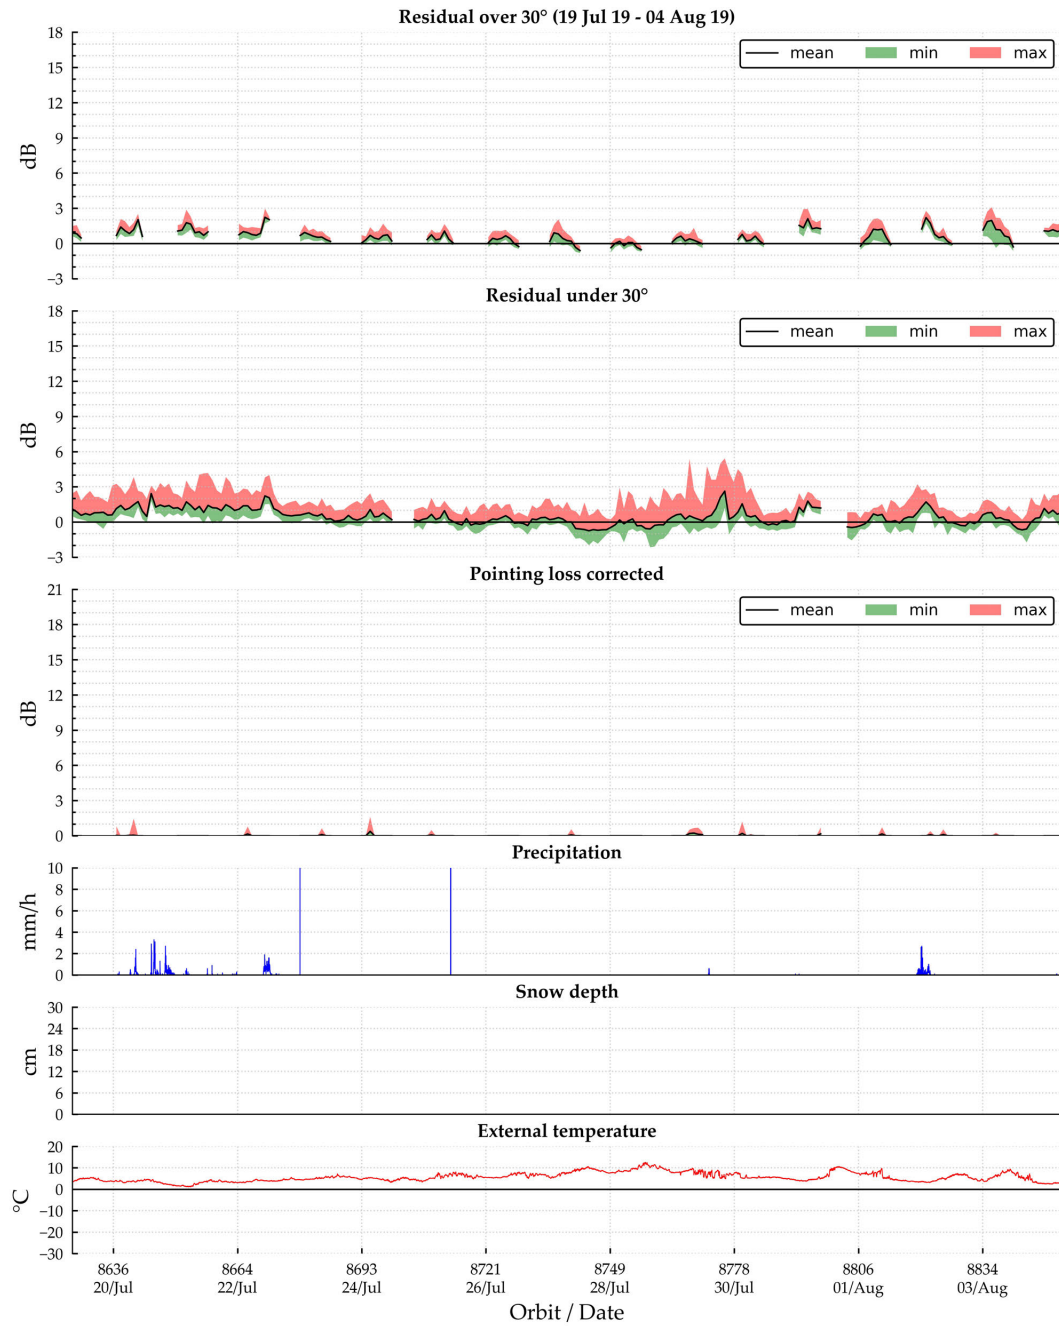 Residual over 30° (19 Jul 19 - 04 Aug 19)
18
15
12
9
6
3
0
−3
dB
mean min max
Residual under 30°
18
15
12
9
6
3
0
−3
dB
mean min max
Pointing loss corrected
21
18
15
12
9
6
3
0
dB
mean min max
Precipitation
10
8
6
4
2
0
mm/h
Snow depth
30
24
18
12
6
0
cm
External temperature
20
10
0
−10
−20
−30
°C
8636 8664 8693 8721 8749 8778 8806 8834
20/Jul 22/Jul 24/Jul 26/Jul 28/Jul 30/Jul 01/Aug 03/Aug
Orbit / Date